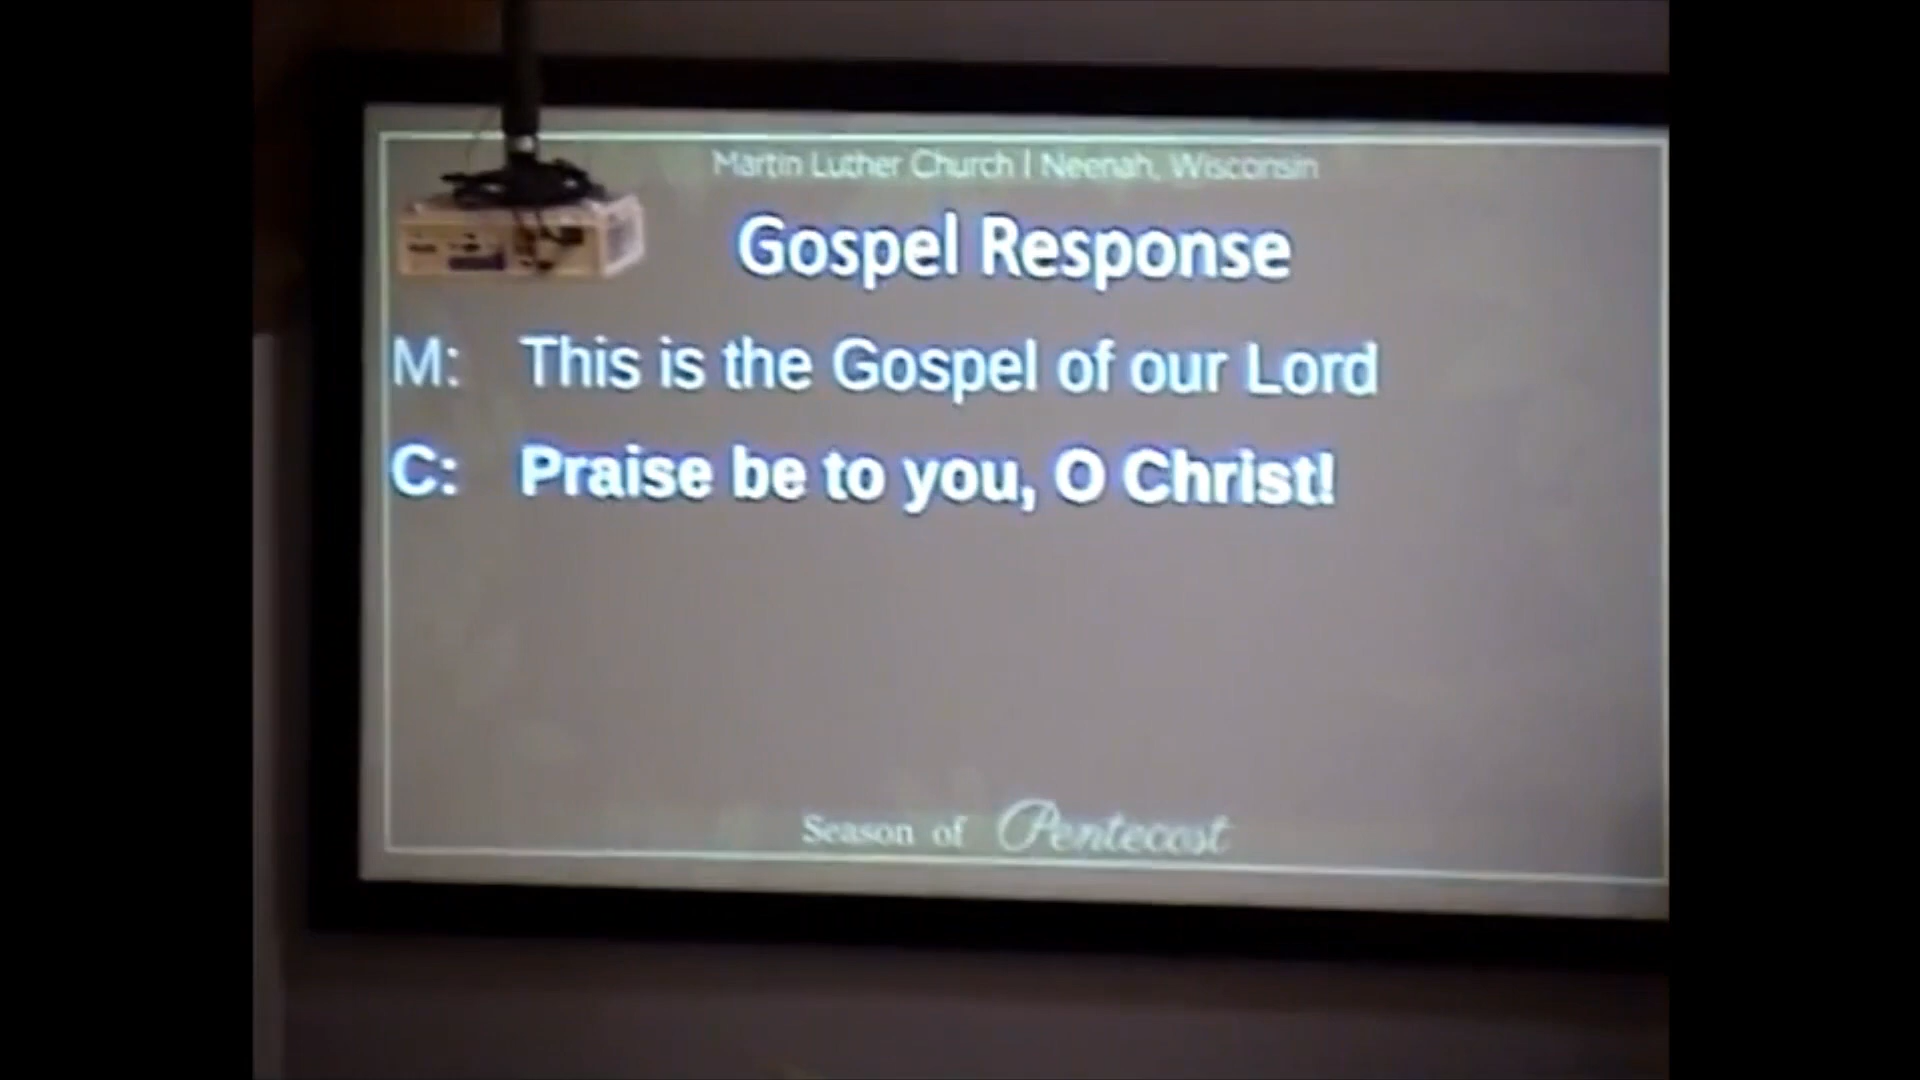 Martin Luther Church | Neenah, Wisconsin
Gospel Response
M: This is the Gospel of our Lord
C: Praise be to you, O Christ!
Season of Pentecost